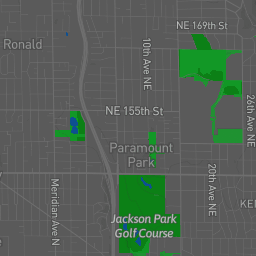 NE 169th St
Ronald
10th Ave NE
26th Ave NE
NE 155th St
Paramount
Park
Meridian Ave N
20th Ave NE
KE
Jackson Park
Golf Course